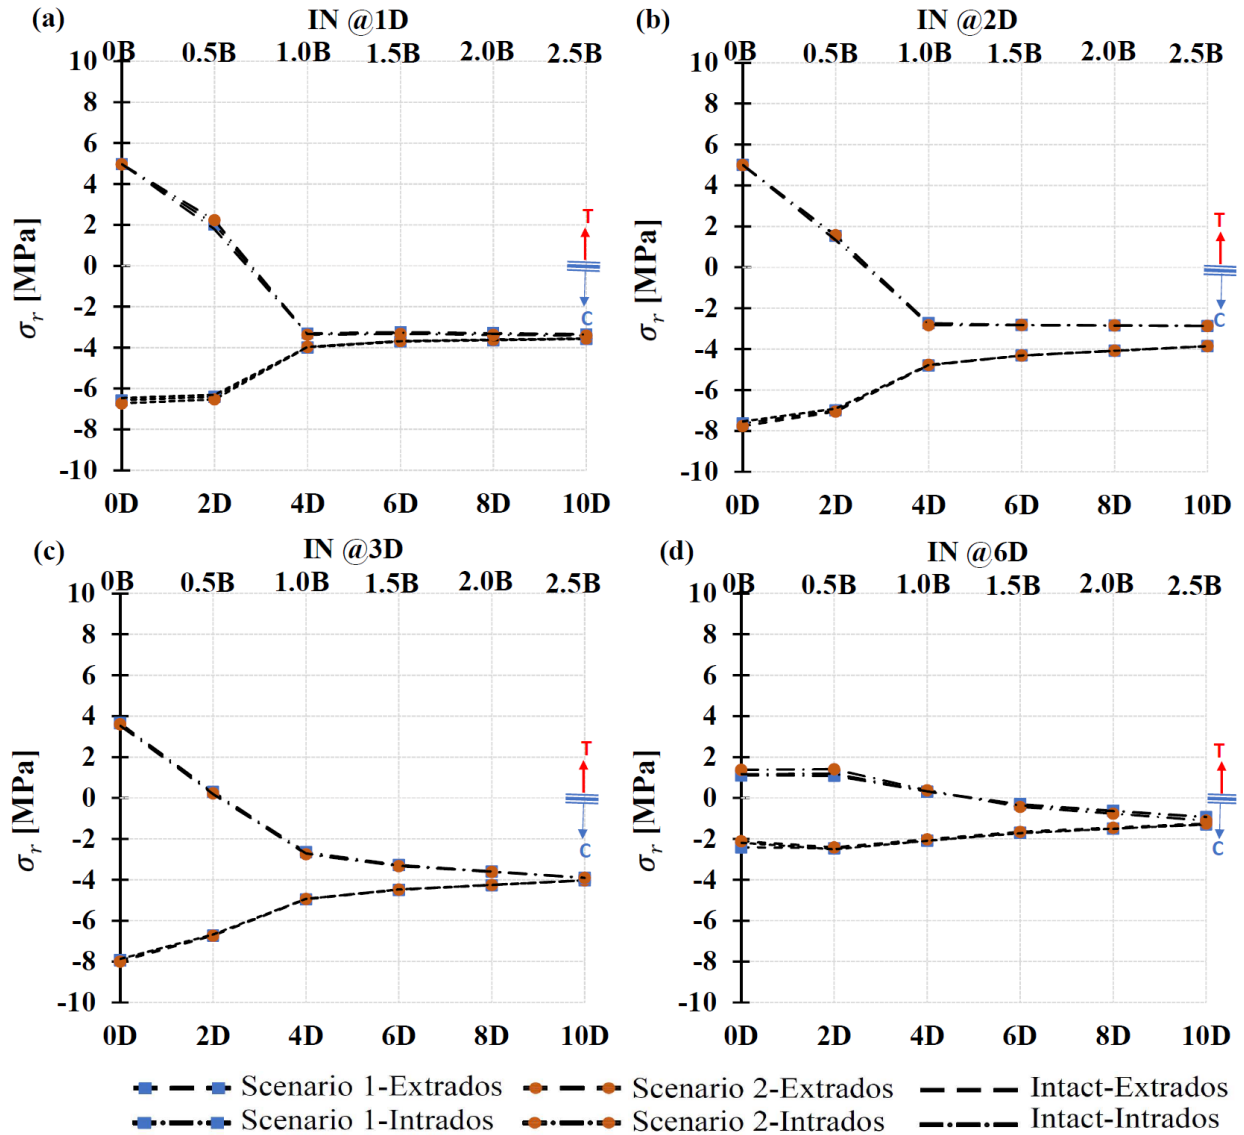 (a) IN @1D
0B 0.5B 1.0B 1.5B 2.0B 2.5B
10
8
6
4
2
0
-2
-4
-6
-8
-10
σr [MPa]
T
C
0D 2D 4D 6D 8D 10D
(b) IN @2D
0B 0.5B 1.0B 1.5B 2.0B 2.5B
10
8
6
4
2
0
-2
-4
-6
-8
-10
σr [MPa]
T
C
0D 2D 4D 6D 8D 10D
(c) IN @3D
0B 0.5B 1.0B 1.5B 2.0B 2.5B
10
8
6
4
2
0
-2
-4
-6
-8
-10
σr [MPa]
T
C
0D 2D 4D 6D 8D 10D
(d) IN @6D
0B 0.5B 1.0B 1.5B 2.0B 2.5B
10
8
6
4
2
0
-2
-4
-6
-8
-10
σr [MPa]
T
C
0D 2D 4D 6D 8D 10D
Scenario 1-Extrados Scenario 2-Extrados Intact-Extrados
Scenario 1-Intrados Scenario 2-Intrados Intact-Intrados